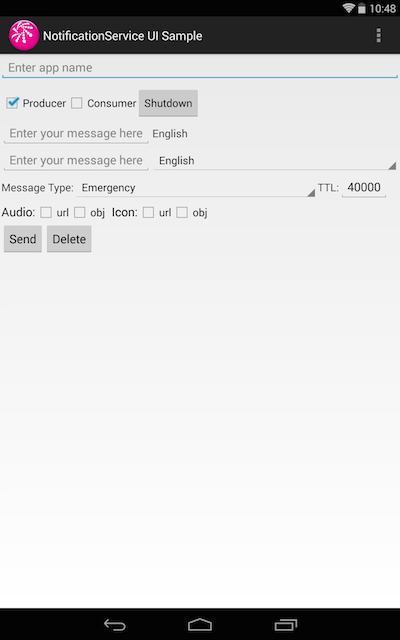 10:48
NotificationService UI Sample
Enter app name
Producer Consumer Shutdown
Enter your message here English
Enter your message here English
Message Type: Emergency TTL: 40000
Audio: url obj Icon: url obj
Send Delete